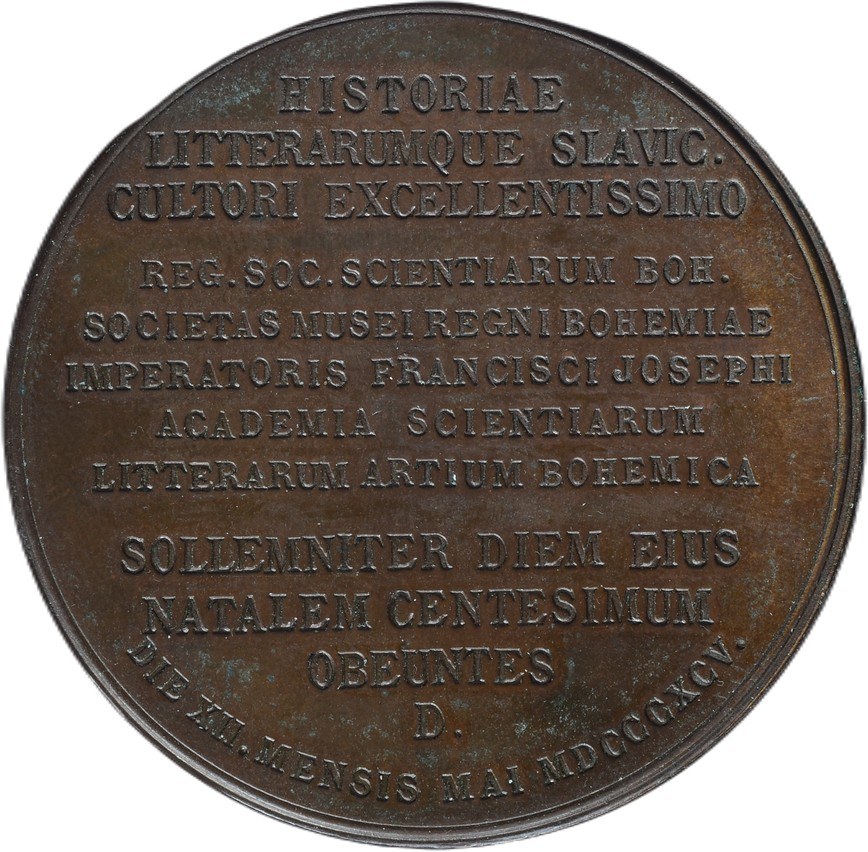 HISTORIAE
LITTERARUMQUE SLAVIC.
CULTORI EXCELLENTISSIMO
REG. SOC. SCIENTIARUM BOH.
SOCIETAS MUSEI REGNI BOHEMIAE
IMPERATORIS FRANCISCI JOSEPHI
ACADEMIA SCIENTIARUM
LITTERARUM ARTIUM BOHEMICA
SOLLEMNITER DIEM EIUS
NATALEM CENTESIMUM
OBEUNTES
D.
DIE XII. MENSIS MAI MDCCCXCV.